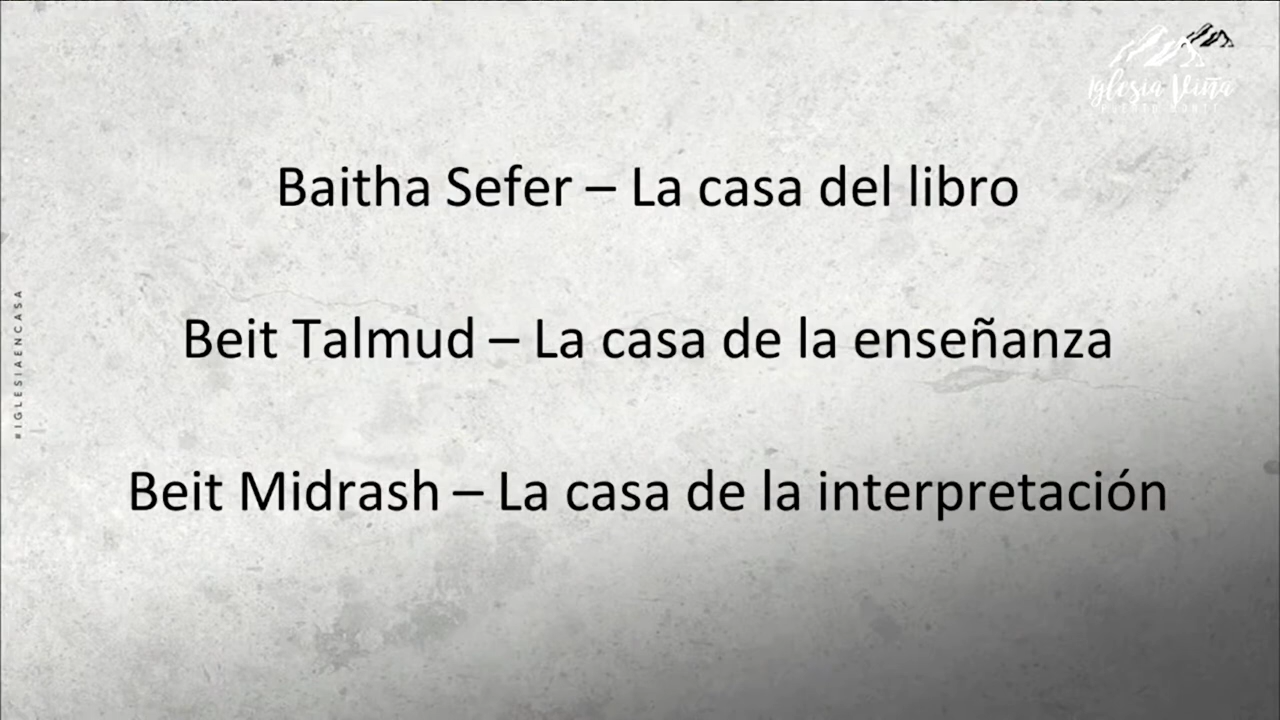 Iglesia Viña
Baitha Sefer – La casa del libro
Beit Talmud – La casa de la enseñanza
Beit Midrash – La casa de la interpretación
#IGLESIAENCASA